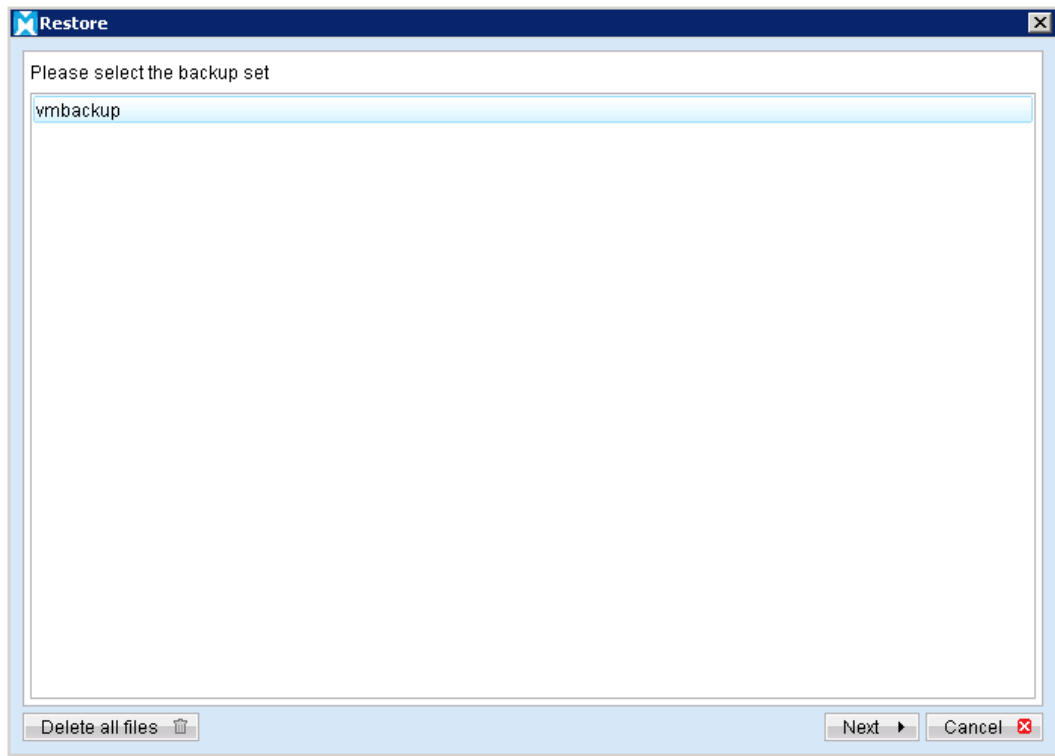 Restore
Please select the backup set
vmbackup
Delete all files
Next
Cancel